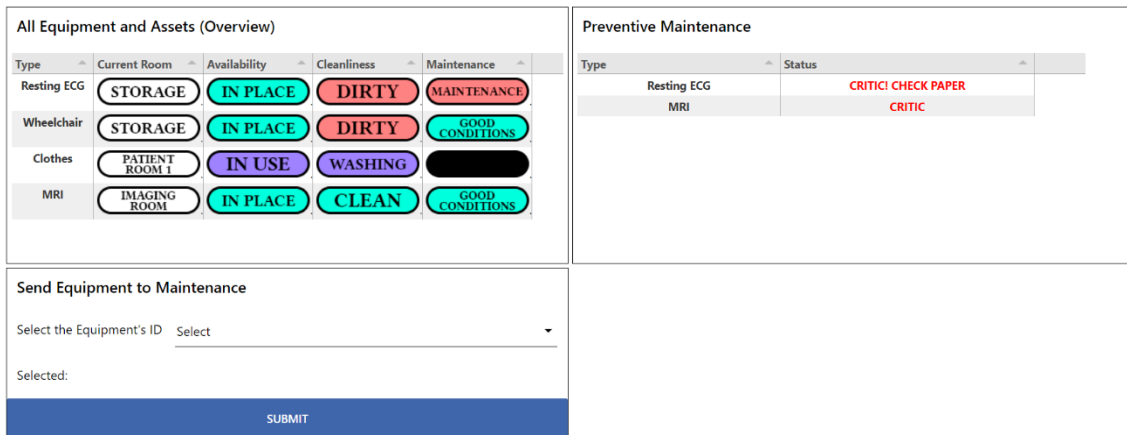 All Equipment and Assets (Overview)
Type Current Room Availability Cleanliness Maintenance
Resting ECG STORAGE IN PLACE DIRTY MAINTENANCE
Wheelchair STORAGE IN PLACE DIRTY GOOD CONDITIONS
Clothes PATIENT ROOM 1 IN USE WASHING
MRI IMAGING ROOM IN PLACE CLEAN GOOD CONDITIONS
Preventive Maintenance
Type Status
Resting ECG CRITIC! CHECK PAPER
MRI CRITIC
Send Equipment to Maintenance
Select the Equipment's ID Select
Selected:
SUBMIT